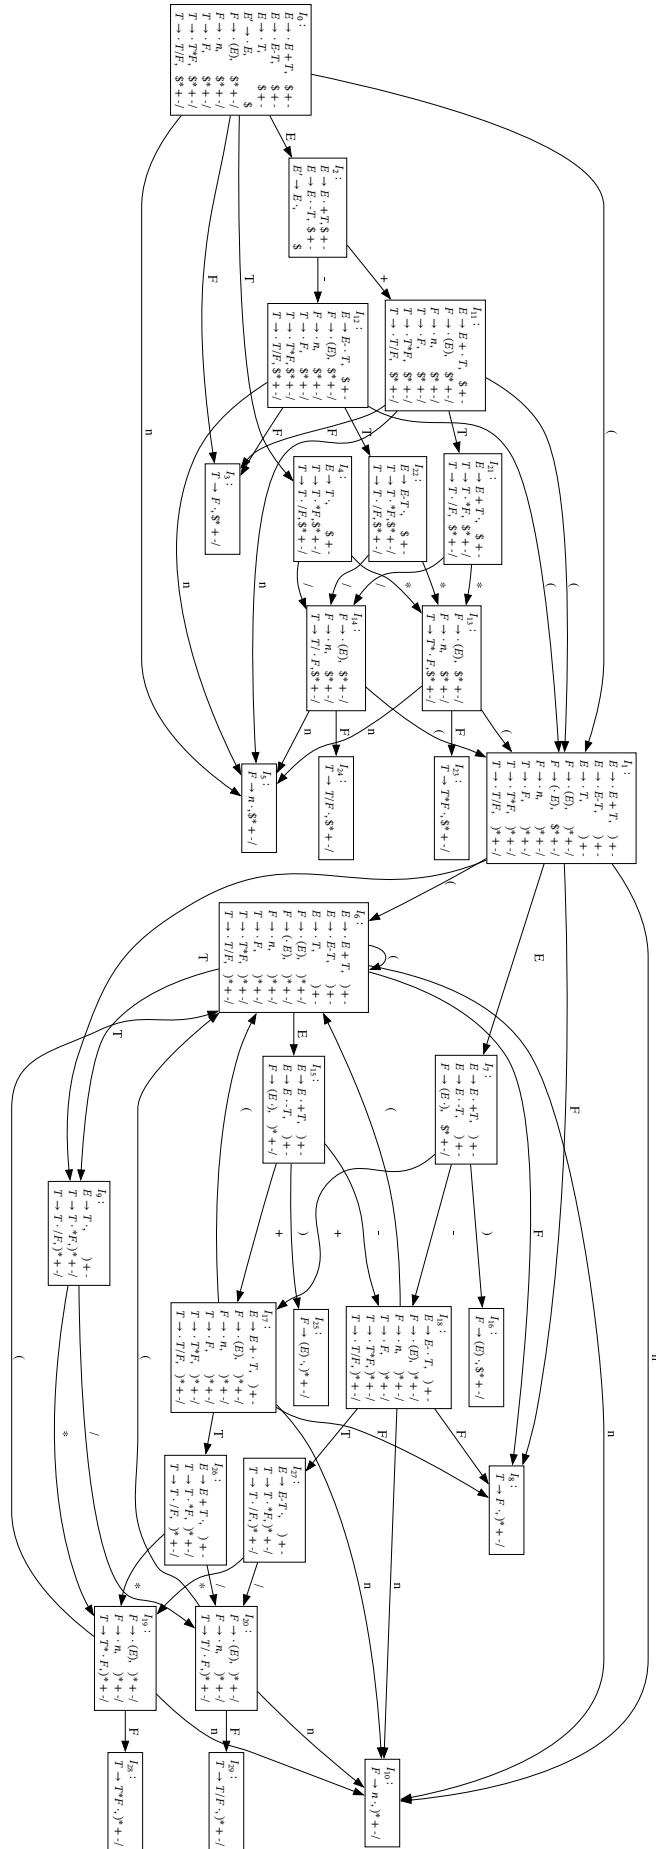 I0:
E → · E + T, $ + -
E → · E-T, $ + -
E → · T, $ + -
E' → · E, $
F → · (E), $* + -/
F → · n, $* + -/
T → · F, $* + -/
T → · T*F, $* + -/
T → · T/F, $* + -/
E
(
T
F
n
I2:
E → E · +T, $ + -
E → E · -T, $ + -
E' → E ·, $
+
-
I11:
E → E + · T, $ + -
F → · (E), $* + -/
F → · n, $* + -/
T → · F, $* + -/
T → · T*F, $* + -/
T → · T/F, $* + -/
I12:
E → E- · T, $ + -
F → · (E), $* + -/
F → · n, $* + -/
T → · F, $* + -/
T → · T*F, $* + -/
T → · T/F, $* + -/
T
T
F
F
I21:
E → E + T ·, $ + -
T → T · *F, $* + -/
T → T · /F, $* + -/
I22:
E → E-T ·, $ + -
T → T · *F, $* + -/
T → T · /F, $* + -/
I4:
E → T ·, $ + -
T → T · *F, $* + -/
T → T · /F, $* + -/
I3:
T → F ·, $* + -/
(
(
*
*
*
/
/
/
n
n
I13:
F → · (E), $* + -/
F → · n, $* + -/
T → T* · F, $* + -/
I14:
F → · (E), $* + -/
F → · n, $* + -/
T → T/ · F, $* + -/
(
(
F
F
n
n
I1:
E → · E + T, ) + -
E → · E-T, ) + -
E → · T, ) + -
F → · (E), )* + -/
F → ( · E), $* + -/
F → · n, )* + -/
T → · F, )* + -/
T → · T*F, )* + -/
T → · T/F, )* + -/
I23:
T → T*F ·, $* + -/
I24:
T → T/F ·, $* + -/
I5:
F → n ·, $* + -/
(
E
F
n
T
I6:
E → · E + T, ) + -
E → · E-T, ) + -
E → · T, ) + -
F → · (E), )* + -/
F → ( · E), )* + -/
F → · n, )* + -/
T → · F, )* + -/
T → · T*F, )* + -/
T → · T/F, )* + -/
(
E
T
F
n
I7:
E → E · +T, ) + -
E → E · -T, ) + -
F → (E · ), $* + -/
I15:
E → E · +T, ) + -
E → E · -T, ) + -
F → (E · ), )* + -/
(
(
I9:
E → T ·, ) + -
T → T · *F, )* + -/
T → T · /F, )* + -/
)
-
+
-
)
+
I16:
F → (E) ·, $* + -/
I18:
E → E- · T, ) + -
F → · (E), )* + -/
F → · n, )* + -/
T → · F, )* + -/
T → · T*F, )* + -/
T → · T/F, )* + -/
I25:
F → (E) ·, )* + -/
I17:
E → E + · T, ) + -
F → · (E), )* + -/
F → · n, )* + -/
T → · F, )* + -/
T → · T*F, )* + -/
T → · T/F, )* + -/
(
(
F
F
T
T
/
*
I8:
T → F ·, )* + -/
I27:
E → E-T ·, ) + -
T → T · *F, )* + -/
T → T · /F, )* + -/
I26:
E → E + T ·, ) + -
T → T · *F, )* + -/
T → T · /F, )* + -/
n
n
/
*
/
*
I20:
F → · (E), )* + -/
F → · n, )* + -/
T → T/ · F, )* + -/
I19:
F → · (E), )* + -/
F → · n, )* + -/
T → T* · F, )* + -/
n
F
n
F
I10:
F → n ·, )* + -/
I29:
T → T/F ·, )* + -/
I28:
T → T*F ·, )* + -/